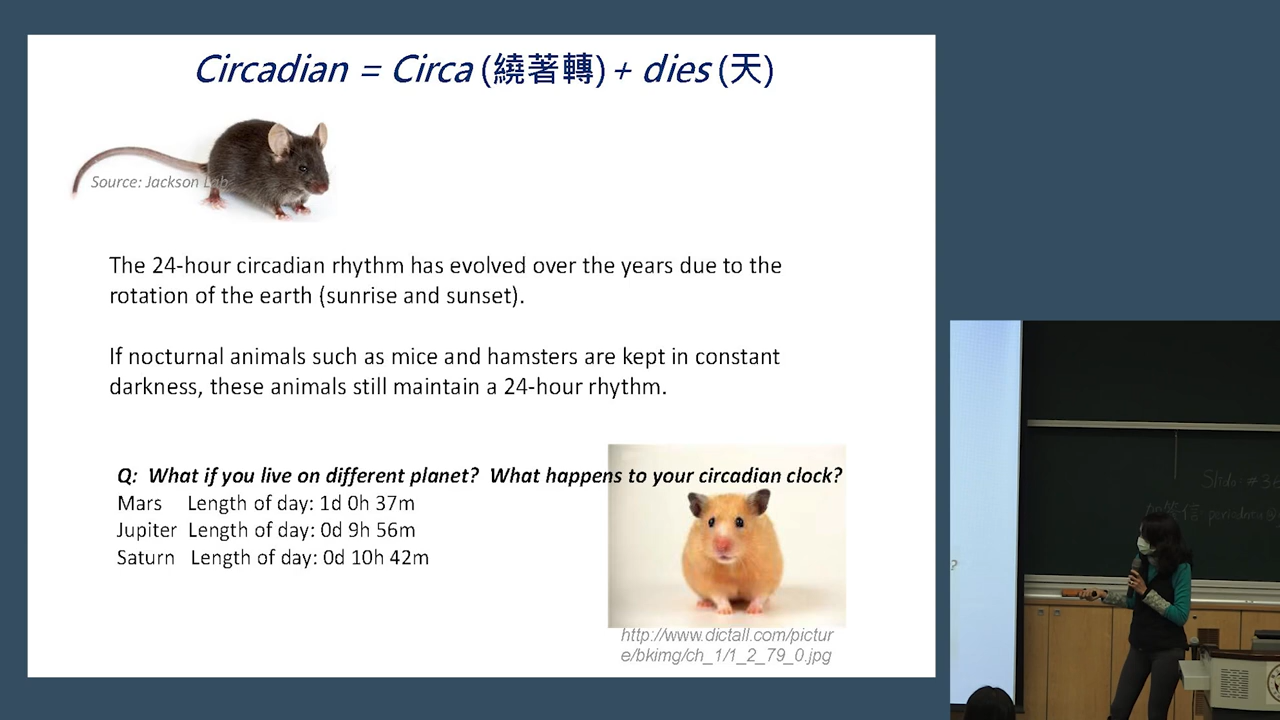 Circadian = Circa (繞著轉) + dies (天)
Source: Jackson Lab
The 24-hour circadian rhythm has evolved over the years due to the
rotation of the earth (sunrise and sunset).
If nocturnal animals such as mice and hamsters are kept in constant
darkness, these animals still maintain a 24-hour rhythm.
Q: What if you live on different planet? What happens to your circadian clock?
Mars Length of day: 1d 0h 37m
Jupiter Length of day: 0d 9h 56m
Saturn Length of day: 0d 10h 42m
http://www.dictall.com/pictur
e/bkimg/ch_1/1_2_79_0.jpg
?